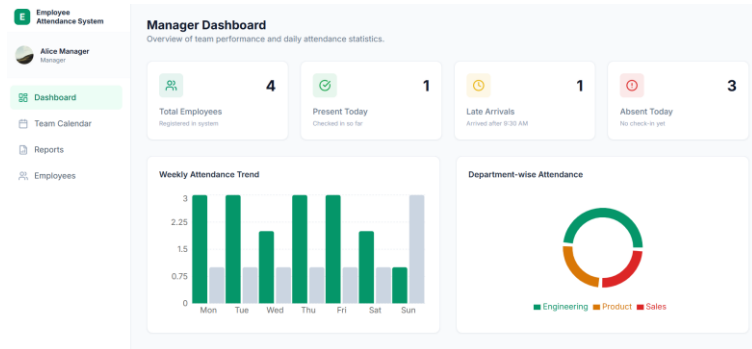 E
Employee
Attendance System
Alice Manager
Manager
Dashboard
Team Calendar
Reports
Employees
Manager Dashboard
Overview of team performance and daily attendance statistics.
4
Total Employees
Registered in system
1
Present Today
Checked in so far
1
Late Arrivals
Arrived after 9:30 AM
3
Absent Today
No check-in yet
Weekly Attendance Trend
3
2.25
1.5
0.75
0
Mon Tue Wed Thu Fri Sat Sun
Department-wise Attendance
Engineering Product Sales